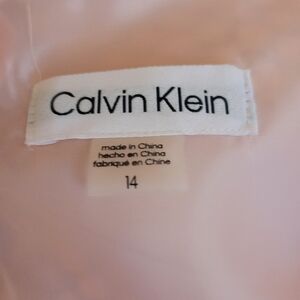 Calvin Klein
made in China
hecho en China
fabriqué en Chine
14